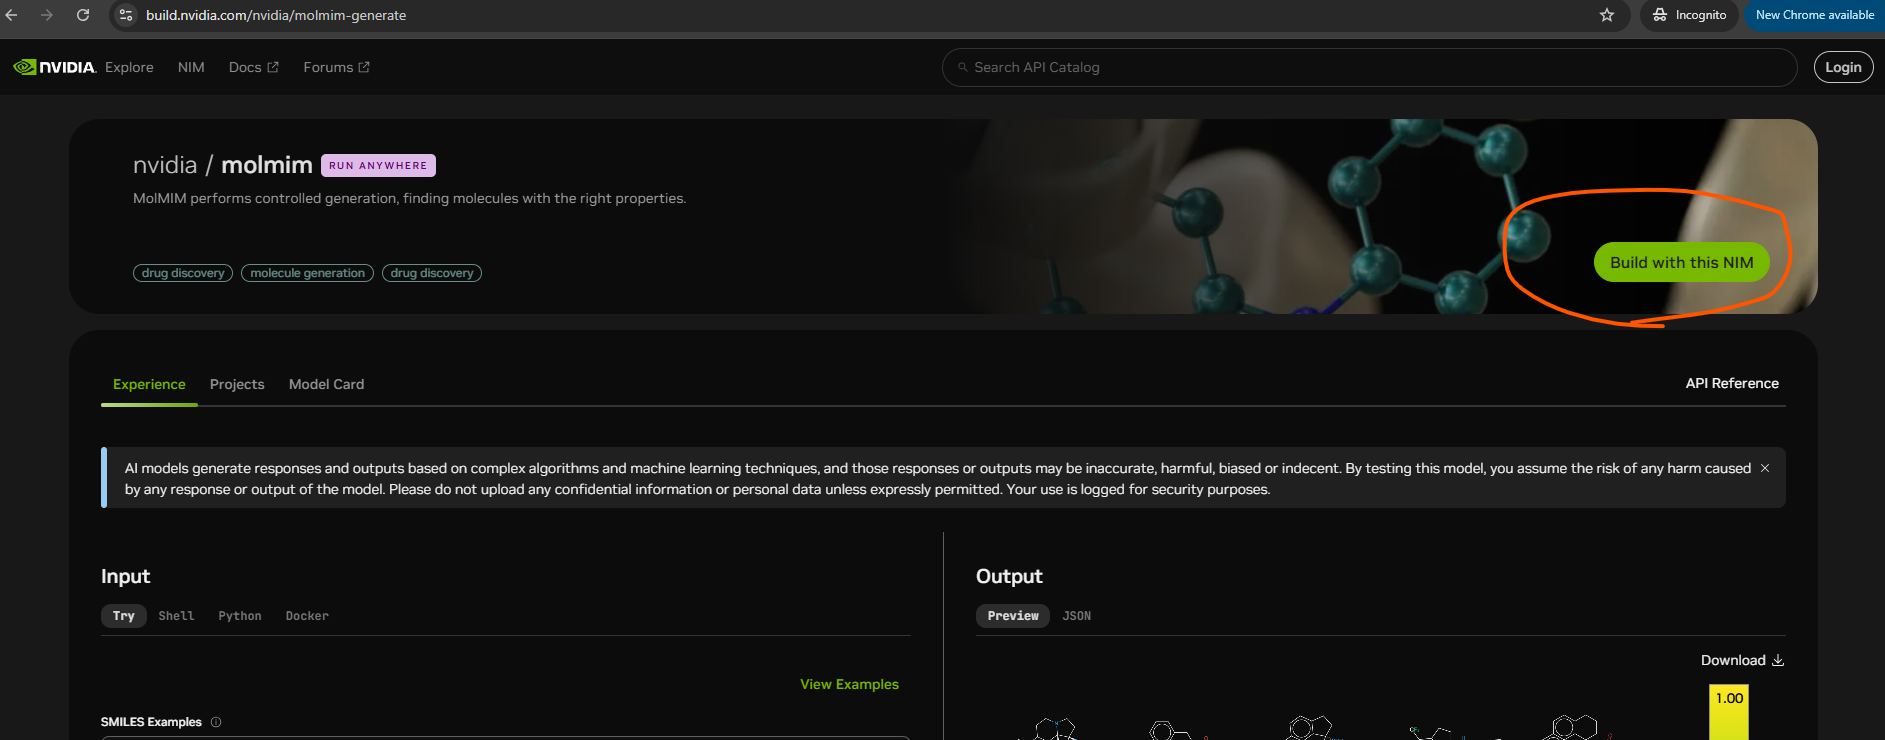 build.nvidia.com/nvidia/molmim-generate
Incognito
New Chrome available
NVIDIA.
Explore
NIM
Docs
Forums
Search API Catalog
Login
nvidia / molmim
RUN ANYWHERE
MolMIM performs controlled generation, finding molecules with the right properties.
drug discovery
molecule generation
drug discovery
Build with this NIM
Experience
Projects
Model Card
API Reference
AI models generate responses and outputs based on complex algorithms and machine learning techniques, and those responses or outputs may be inaccurate, harmful, biased or indecent. By testing this model, you assume the risk of any harm caused
by any response or output of the model. Please do not upload any confidential information or personal data unless expressly permitted. Your use is logged for security purposes.
Input
Try
Shell
Python
Docker
View Examples
SMILES Examples
Output
Preview
JSON
Download
1.00